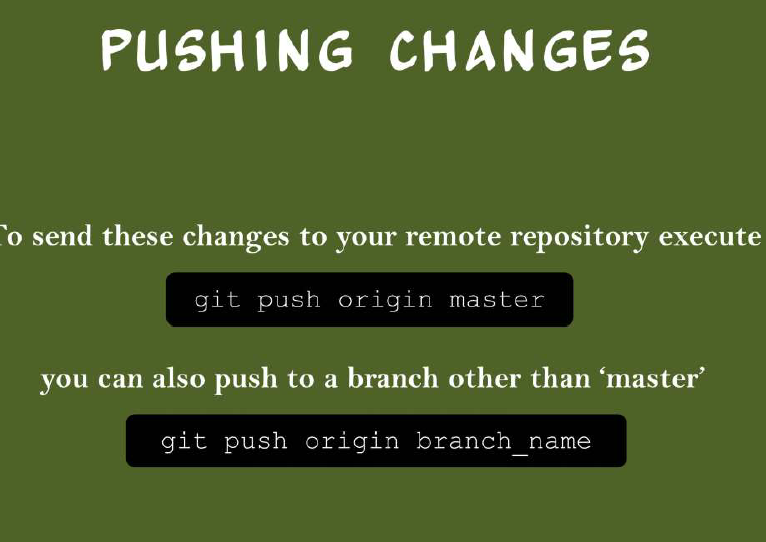 PUSHING CHANGES
To send these changes to your remote repository execute
git push origin master
you can also push to a branch other than ‘master’
git push origin branch_name